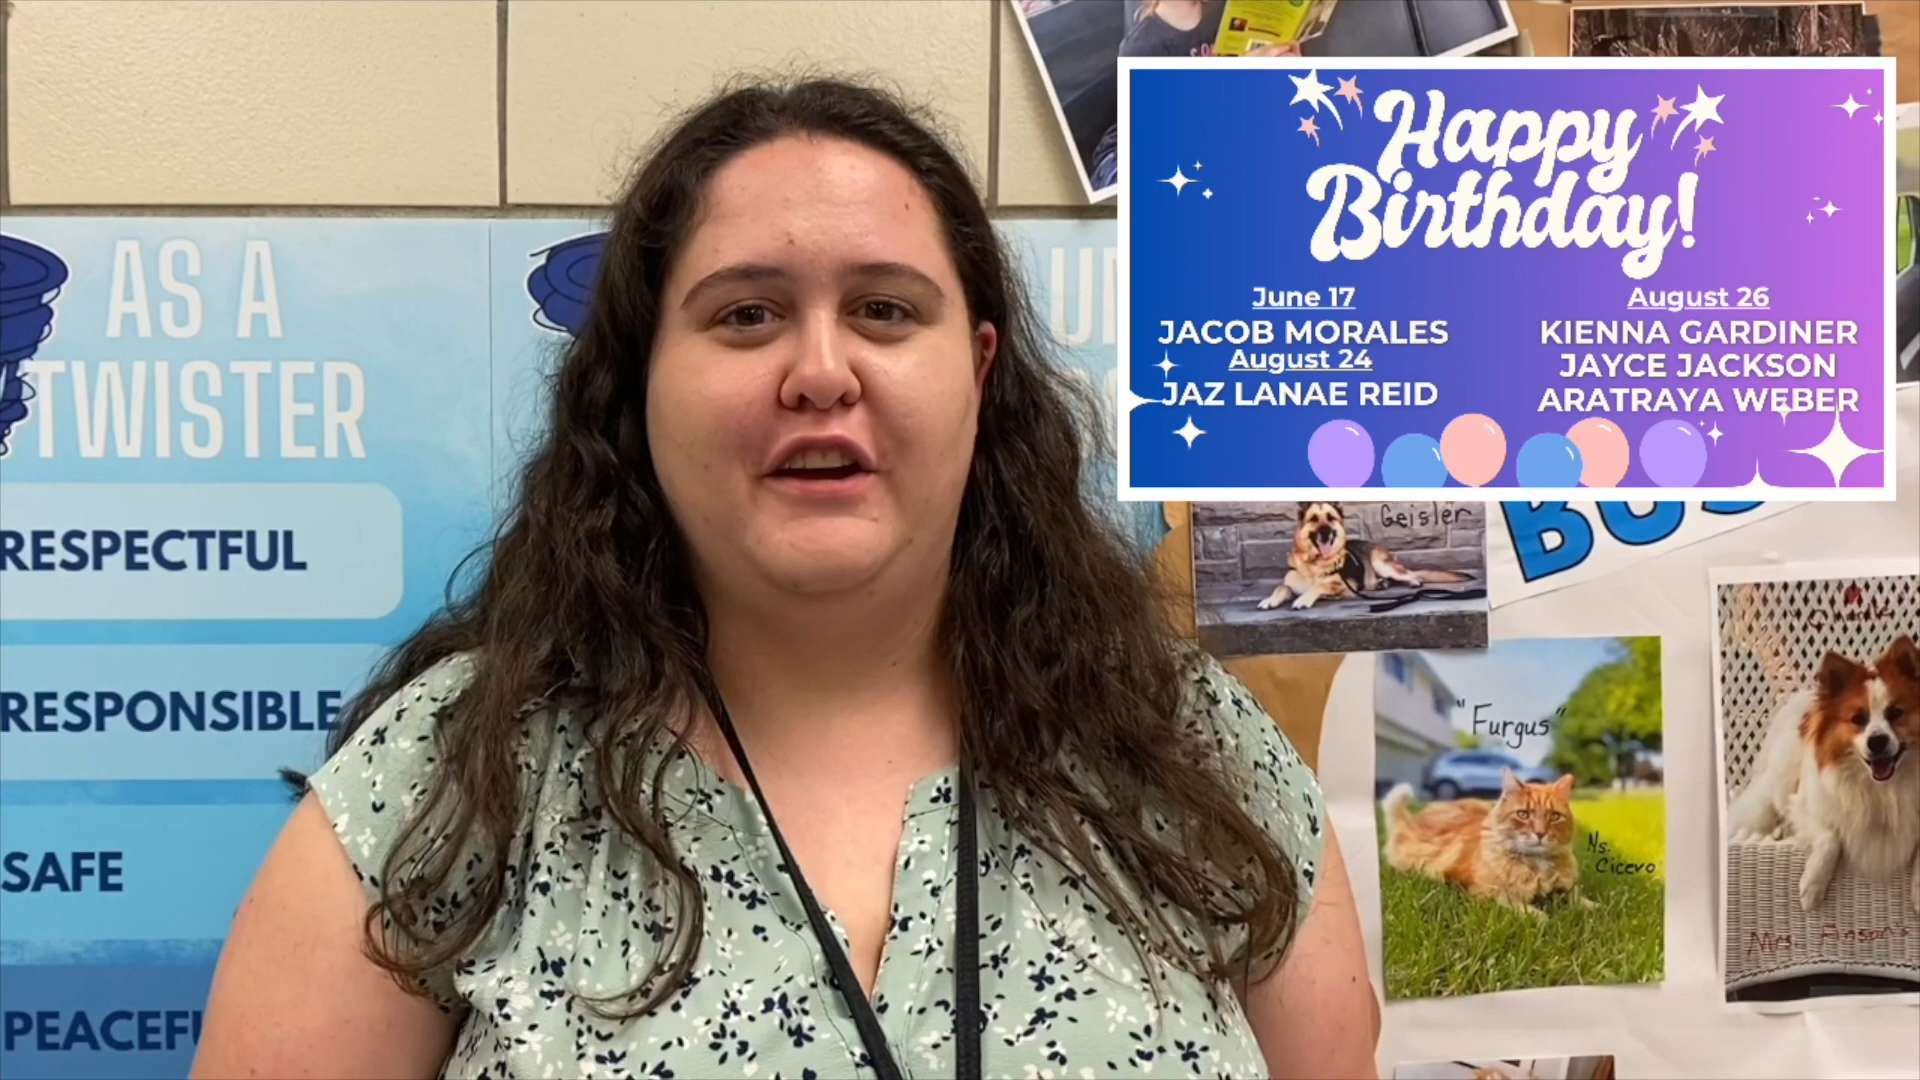 AS A
TWISTER
RESPECTFUL
RESPONSIBLE
SAFE
Happy
Birthday!
June 17
JACOB MORALES
August 24
JAZ LANAE REID
August 26
KIENNA GARDINER
JAYCE JACKSON
ARATRAYA WEBER
Geisler
"Furgus"
Ms.
Cicero